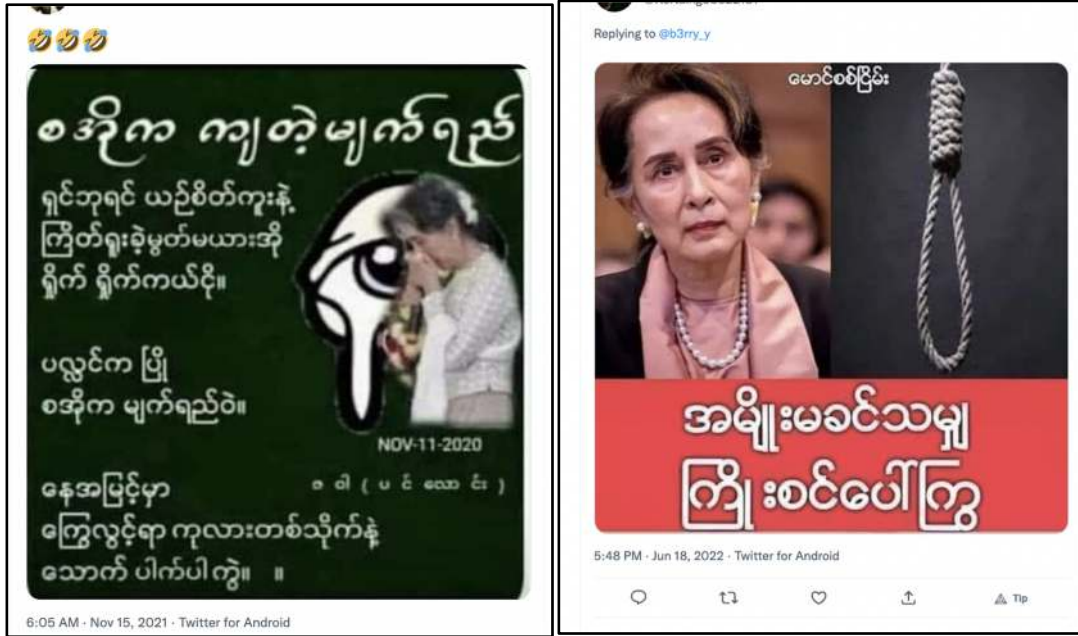 စအိုက ကျတဲ့မျက်ရည်
ရှင်ဘုရင် ယဉ်စိတ်ကူးနဲ့
ကြိတ်ရူးခဲ့မွတ်မယားအို
ရှိုက် ရှိုက်ကယ်ငို။
ပလ္လင်က ပြို
စအိုက မျက်ရည်ဝဲ။
NOV-11-2020
ဇ ဝါ ( ပ င် လော င်း )
နေအမြင့်မှာ
ကြွေလွင့်ရာ ကုလားတစ်သိုက်နဲ့
သောက် ပါက်ပါ ကွဲ။ ။
6:05 AM · Nov 15, 2021 · Twitter for Android
Replying to @b3rry_y
မောင်စစ်ငြိမ်း
အမျိုးမခင်သမျှ
ကြိုးစင်ပေါ်ကြွ
5:48 PM · Jun 18, 2022 · Twitter for Android
Tip